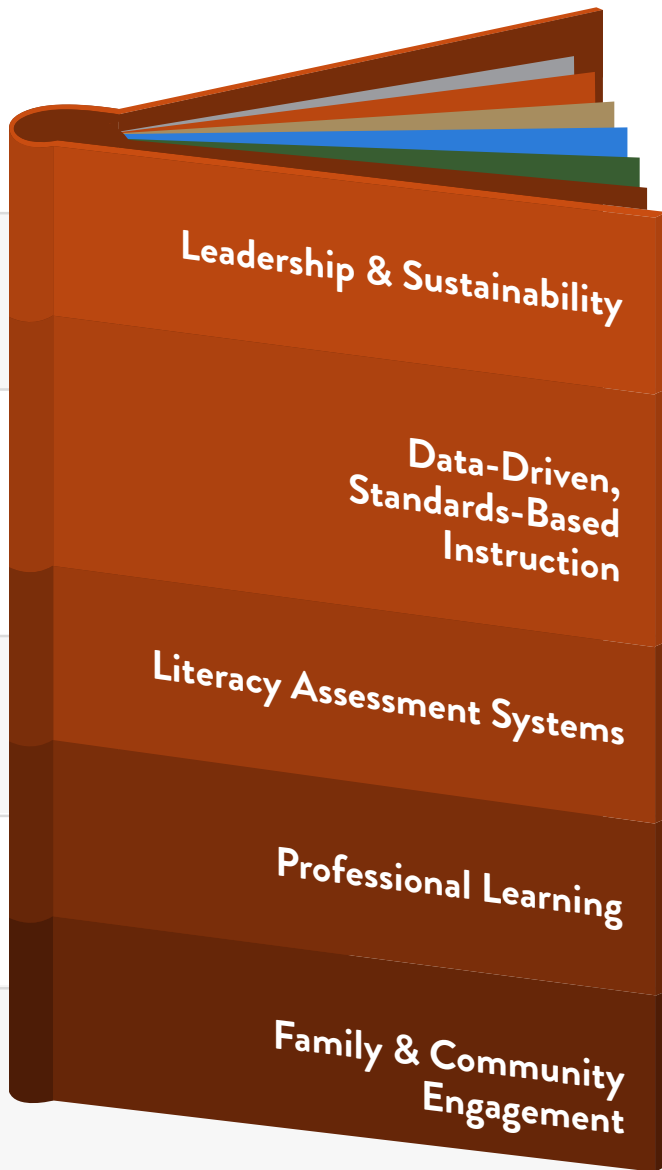 Leadership & Sustainability
Data-Driven,
Standards-Based
Instruction
Literacy Assessment Systems
Professional Learning
Family & Community
Engagement